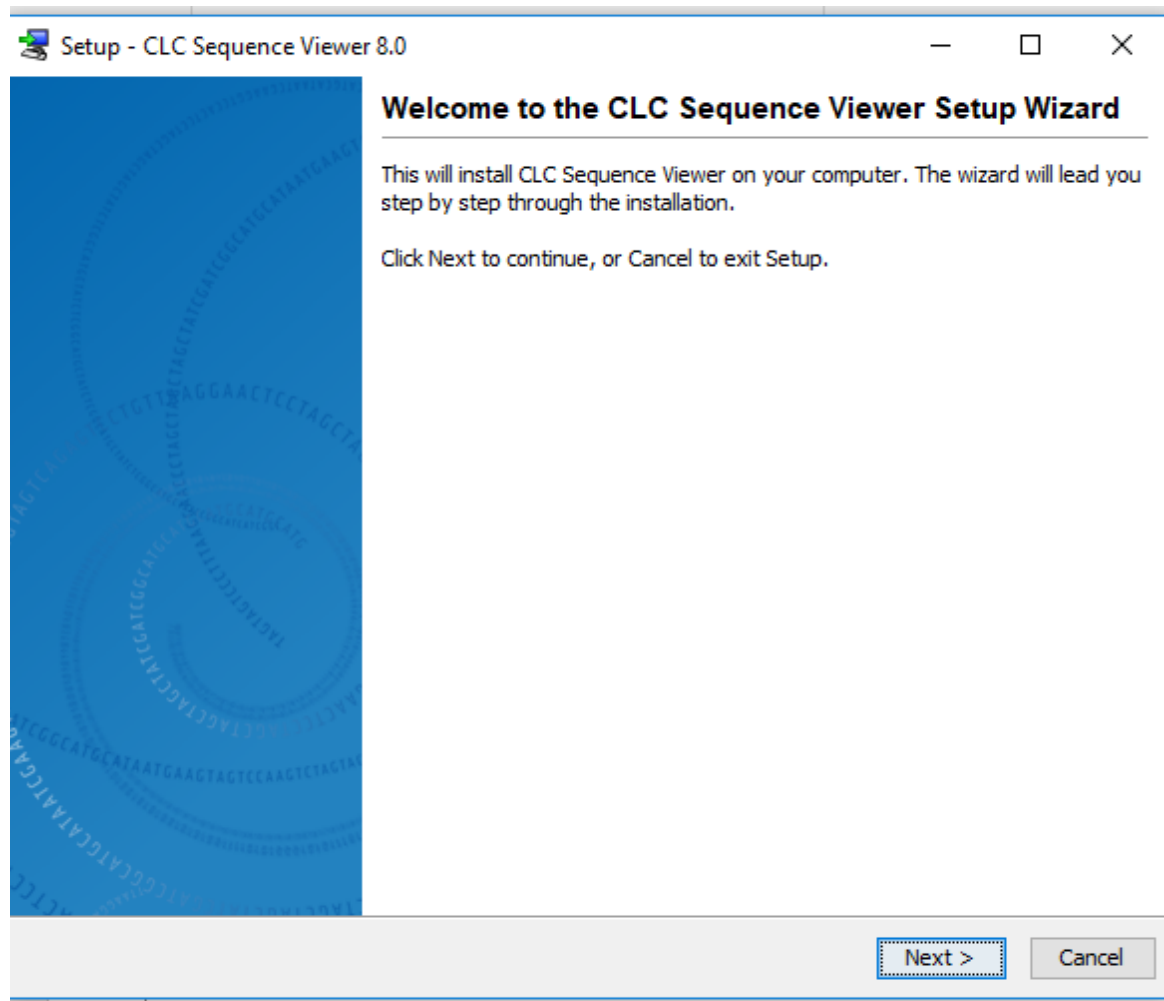 Setup - CLC Sequence Viewer 8.0
Welcome to the CLC Sequence Viewer Setup Wizard
This will install CLC Sequence Viewer on your computer. The wizard will lead you
step by step through the installation.
Click Next to continue, or Cancel to exit Setup.
Next >
Cancel